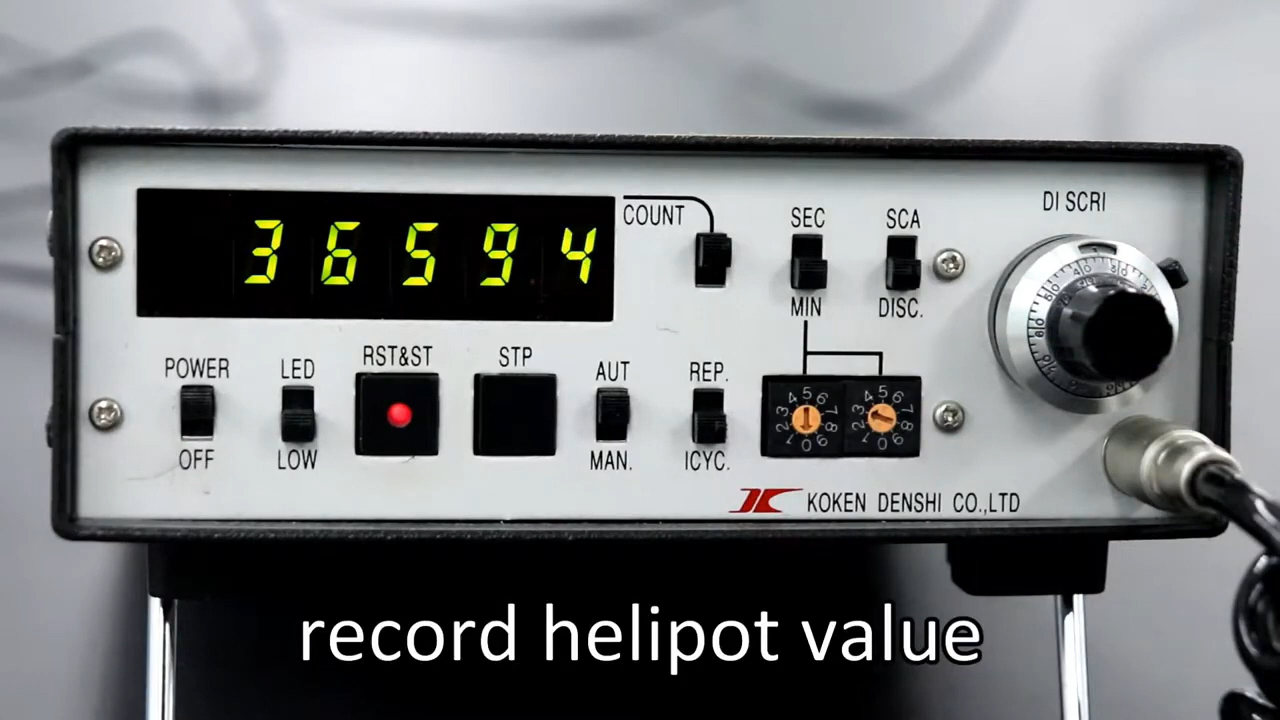 36594
COUNT
SEC
SCA
DI SCRI
MIN
DISC.
POWER
LED
RST&ST
STP
AUT
REP.
OFF
LOW
MAN.
ICYC.
KOKEN DENSHI CO.,LTD
record helipot value